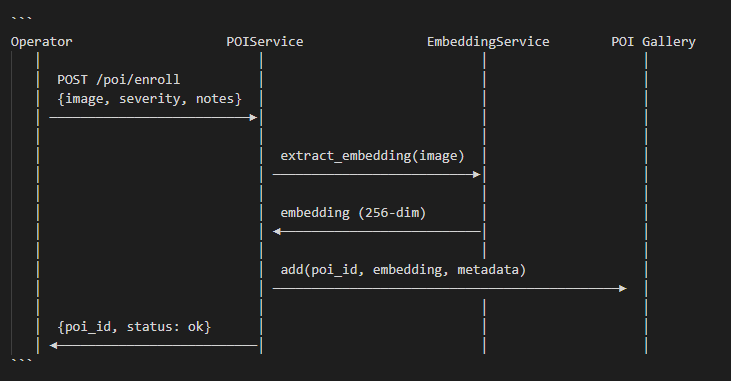 ```
Operator POIService EmbeddingService POI Gallery
POST /poi/enroll
{image, severity, notes}
extract_embedding(image)
embedding (256-dim)
add(poi_id, embedding, metadata)
{poi_id, status: ok}
```